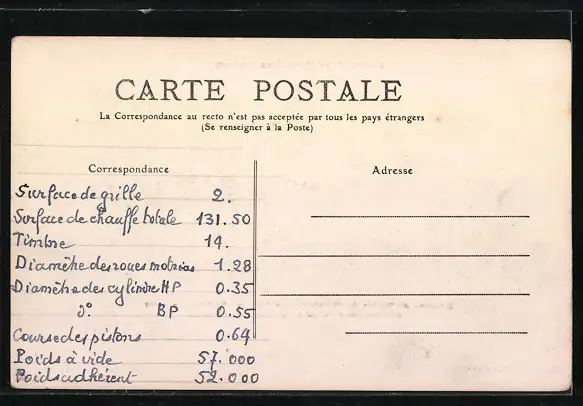 CARTE POSTALE
La Correspondance au recto n'est pas acceptée par tous les pays étrangers
(Se renseigner à la Poste)
Correspondance
Adresse
Surface de grille 2.
Surface de chauffe totale 131.50
Timbre 14.
Diamètre des roues motrices 1.28
Diamètre des cylindre HP 0.35
d° BP 0.55
Course des pistons 0.64
Poids à vide 57.000
Poids adhérent 52.000